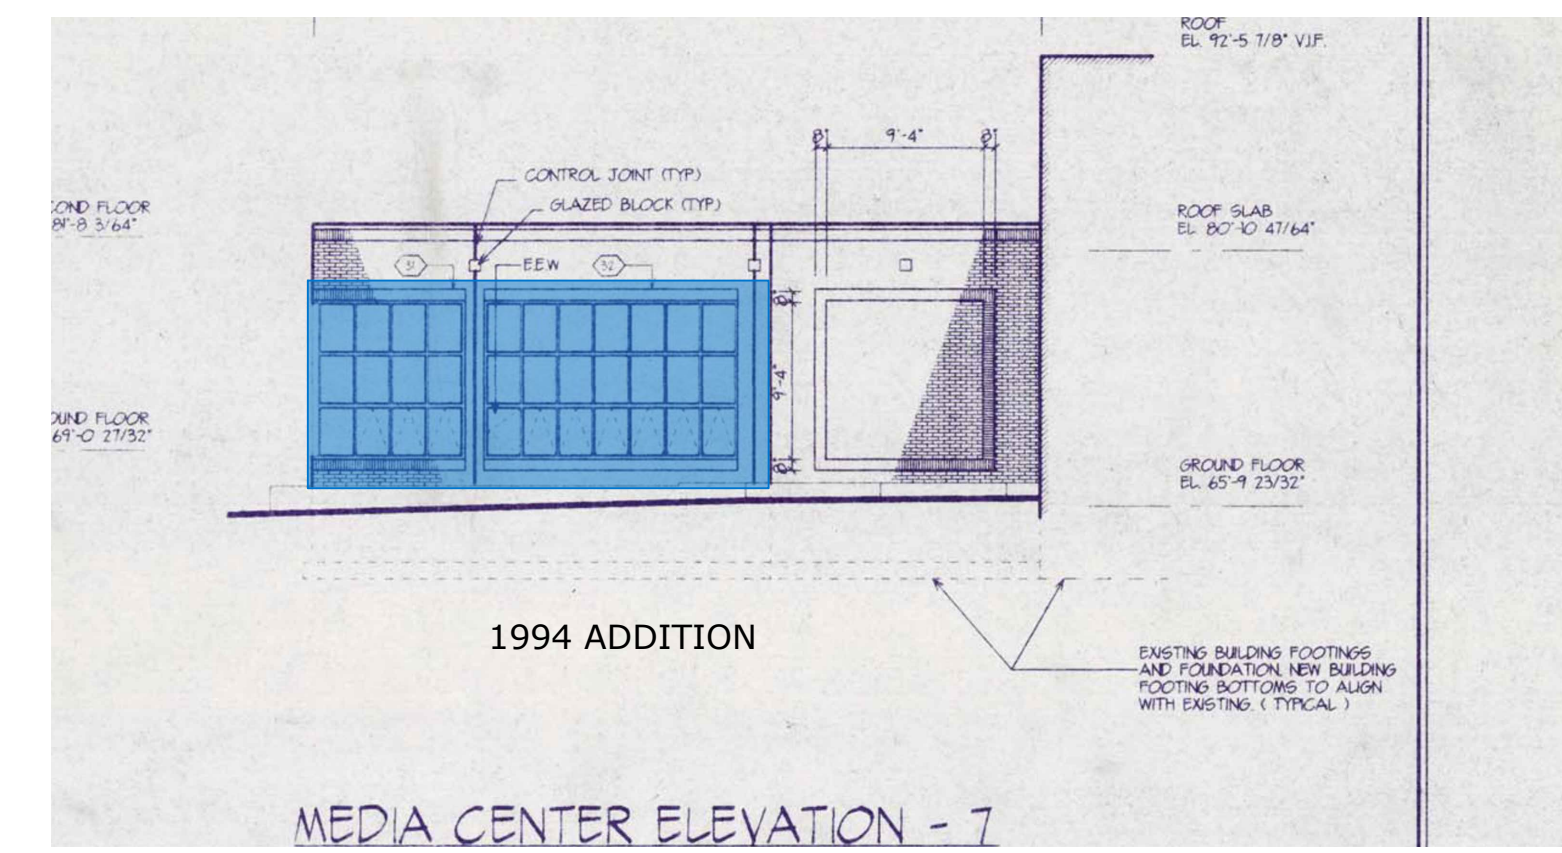 ROOF
EL. 92'-5 7/8" V.I.F.
8" 9'-4" 8"
CONTROL JOINT (TYP)
GLAZED BLOCK (TYP)
OND FLOOR
81'-8 3/64"
ROOF SLAB
EL. 80'-10 47/64"
31
E.E.W
32
8"
9'-4"
8"
UND FLOOR
69'-0 27/32"
GROUND FLOOR
EL. 65'-9 23/32"
1994 ADDITION
EXISTING BUILDING FOOTINGS
AND FOUNDATION. NEW BUILDING
FOOTING BOTTOMS TO ALIGN
WITH EXISTING. ( TYPICAL )
MEDIA CENTER ELEVATION - 7